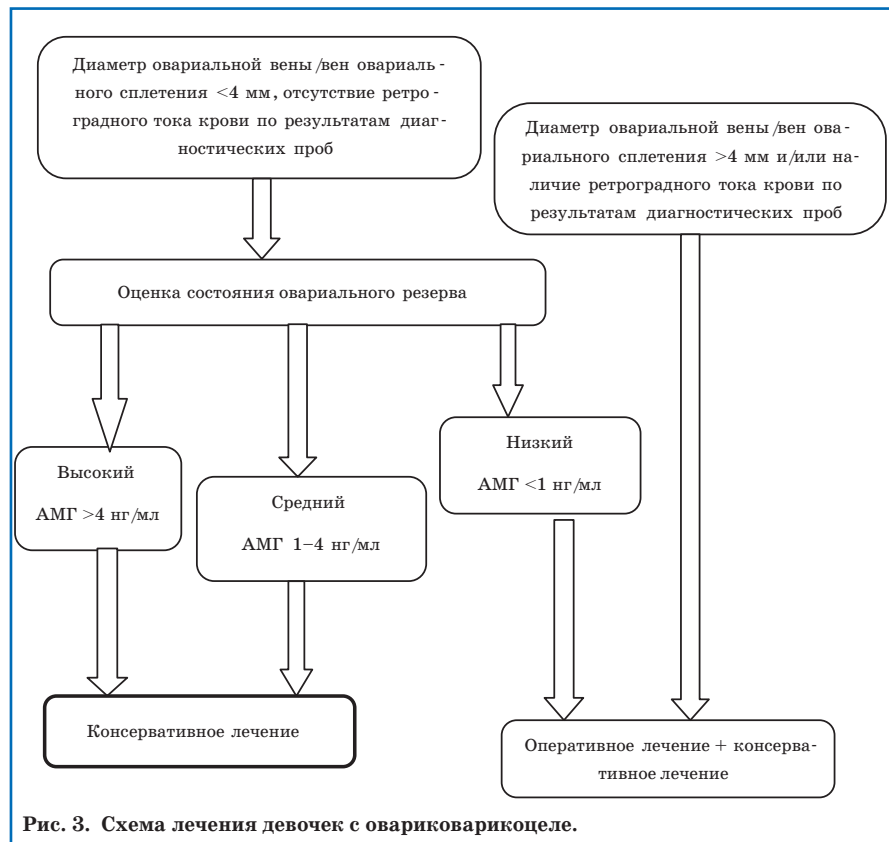 Диаметр овариальной вены/вен овариаль-
ного сплетения <4 мм, отсутствие ретро-
градного тока крови по результатам диаг-
ностических проб
Диаметр овариальной вены/вен ова-
риального сплетения >4 мм и/или на-
личие ретроградного тока крови по
результатам диагностических проб
Оценка состояния овариального резерва
Высокий
АМГ >4 нг/мл
Средний
АМГ 1–4 нг/мл
Низкий
АМГ <1 нг/мл
Консервативное лечение
Оперативное лечение + консерва-
тивное лечение
Рис. 3. Схема лечения девочек с овариковарикоцеле.